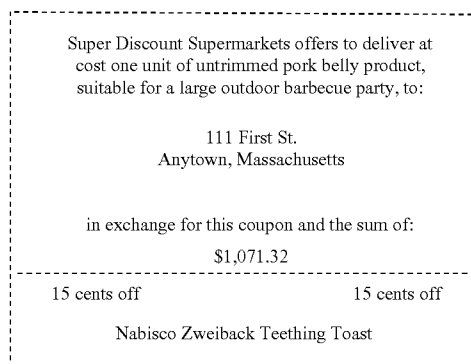 Super Discount Supermarkets offers to deliver at
cost one unit of untrimmed pork belly product,
suitable for a large outdoor barbecue party, to:
111 First St.
Anytown, Massachusetts
in exchange for this coupon and the sum of:
$1,071.32
15 cents off 15 cents off
Nabisco Zweiback Teething Toast